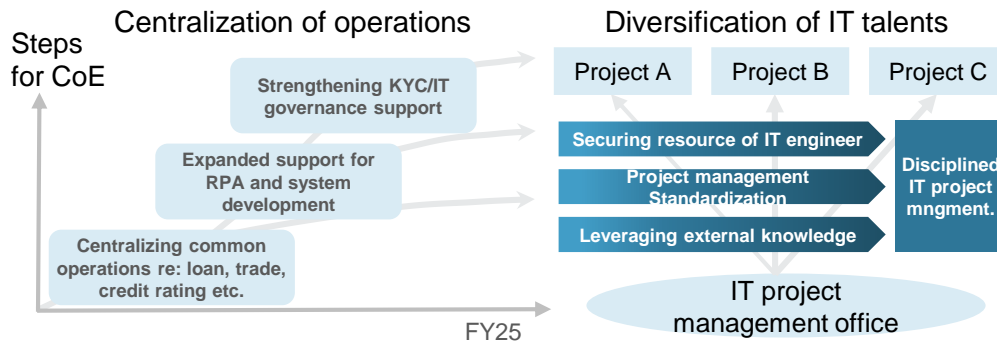 Centralization of operations
Steps
for CoE
Strengthening KYC/IT
governance support
Expanded support for
RPA and system
development
Centralizing common
operations re: loan, trade,
credit rating etc.
FY25
Diversification of IT talents
Project A
Project B
Project C
Securing resource of IT engineer
Project management
Standardization
Leveraging external knowledge
Disciplined
IT project
mngment.
IT project
management office